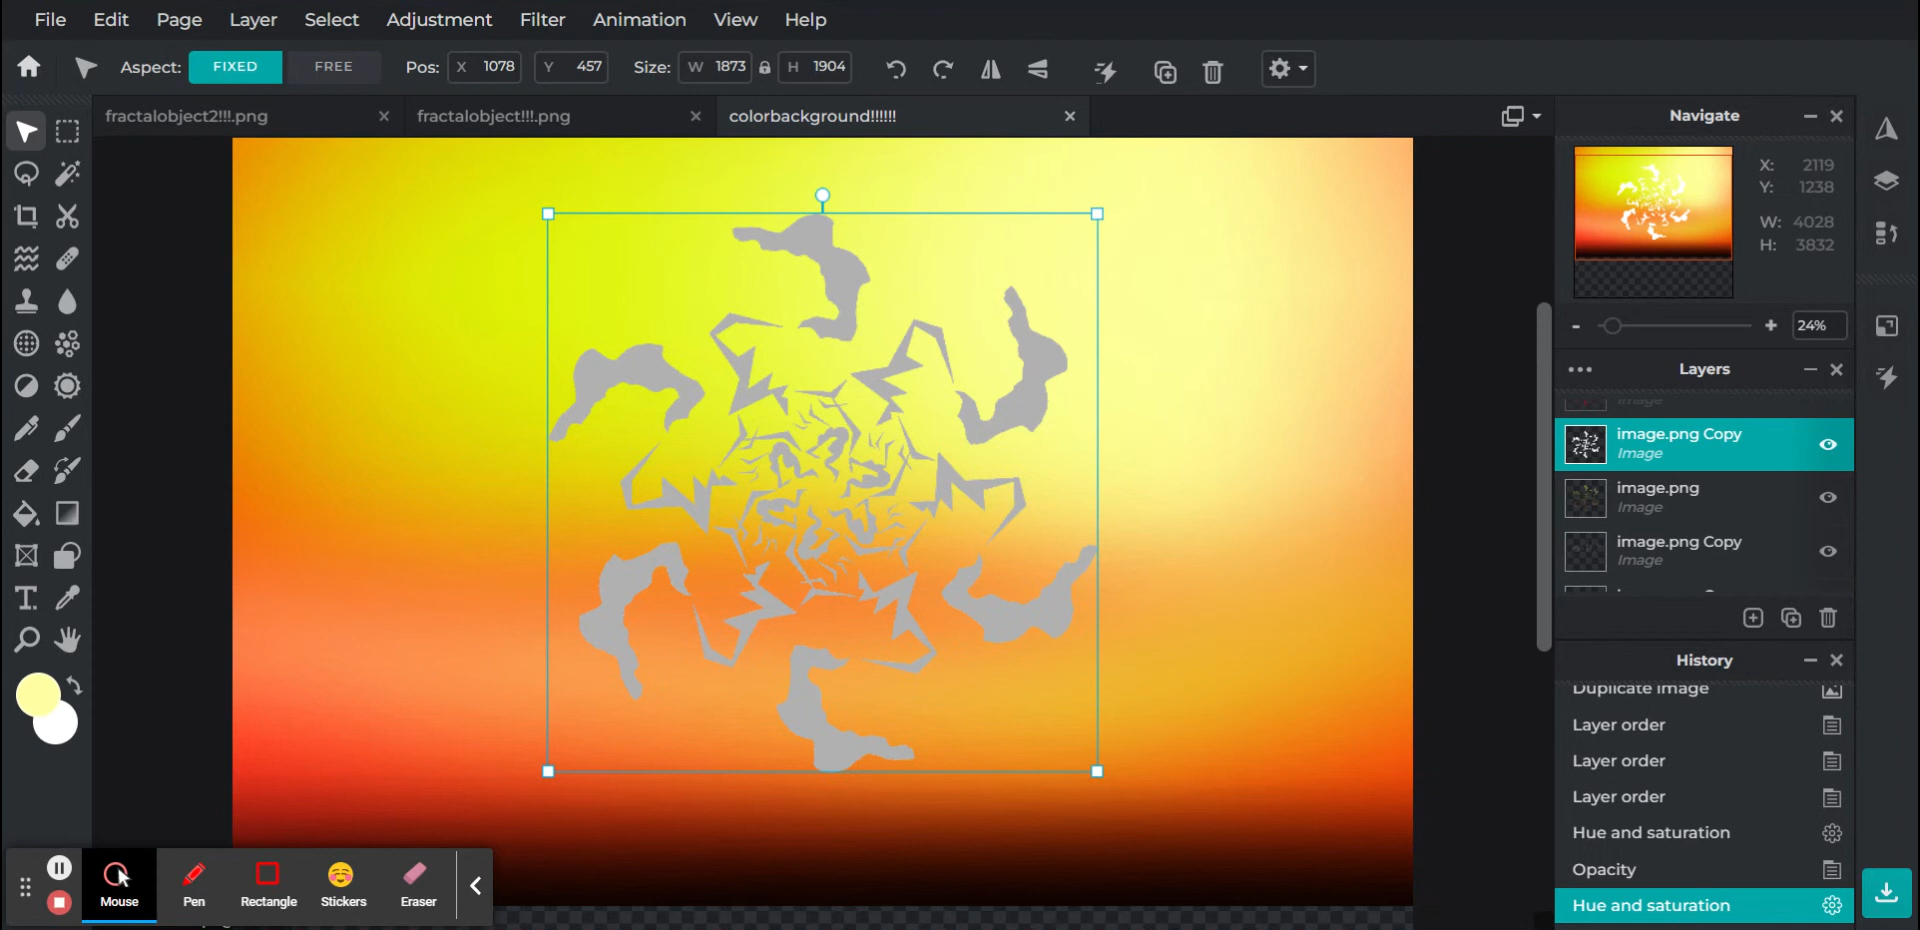 File Edit Page Layer Select Adjustment Filter Animation View Help
Aspect: FIXED FREE Pos: X 1078 Y 457 Size: W 1873 H 1904
fractalobject2!!!.png fractalobject!!!.png colorbackground!!!!!!
Navigate
X: 2119
Y: 1238
W: 4028
H: 3832
- + 24%
Layers
Image
image.png Copy
Image
image.png
Image
image.png Copy
Image
History
Duplicate image
Layer order
Layer order
Layer order
Hue and saturation
Opacity
Hue and saturation
Mouse Pen Rectangle Stickers Eraser